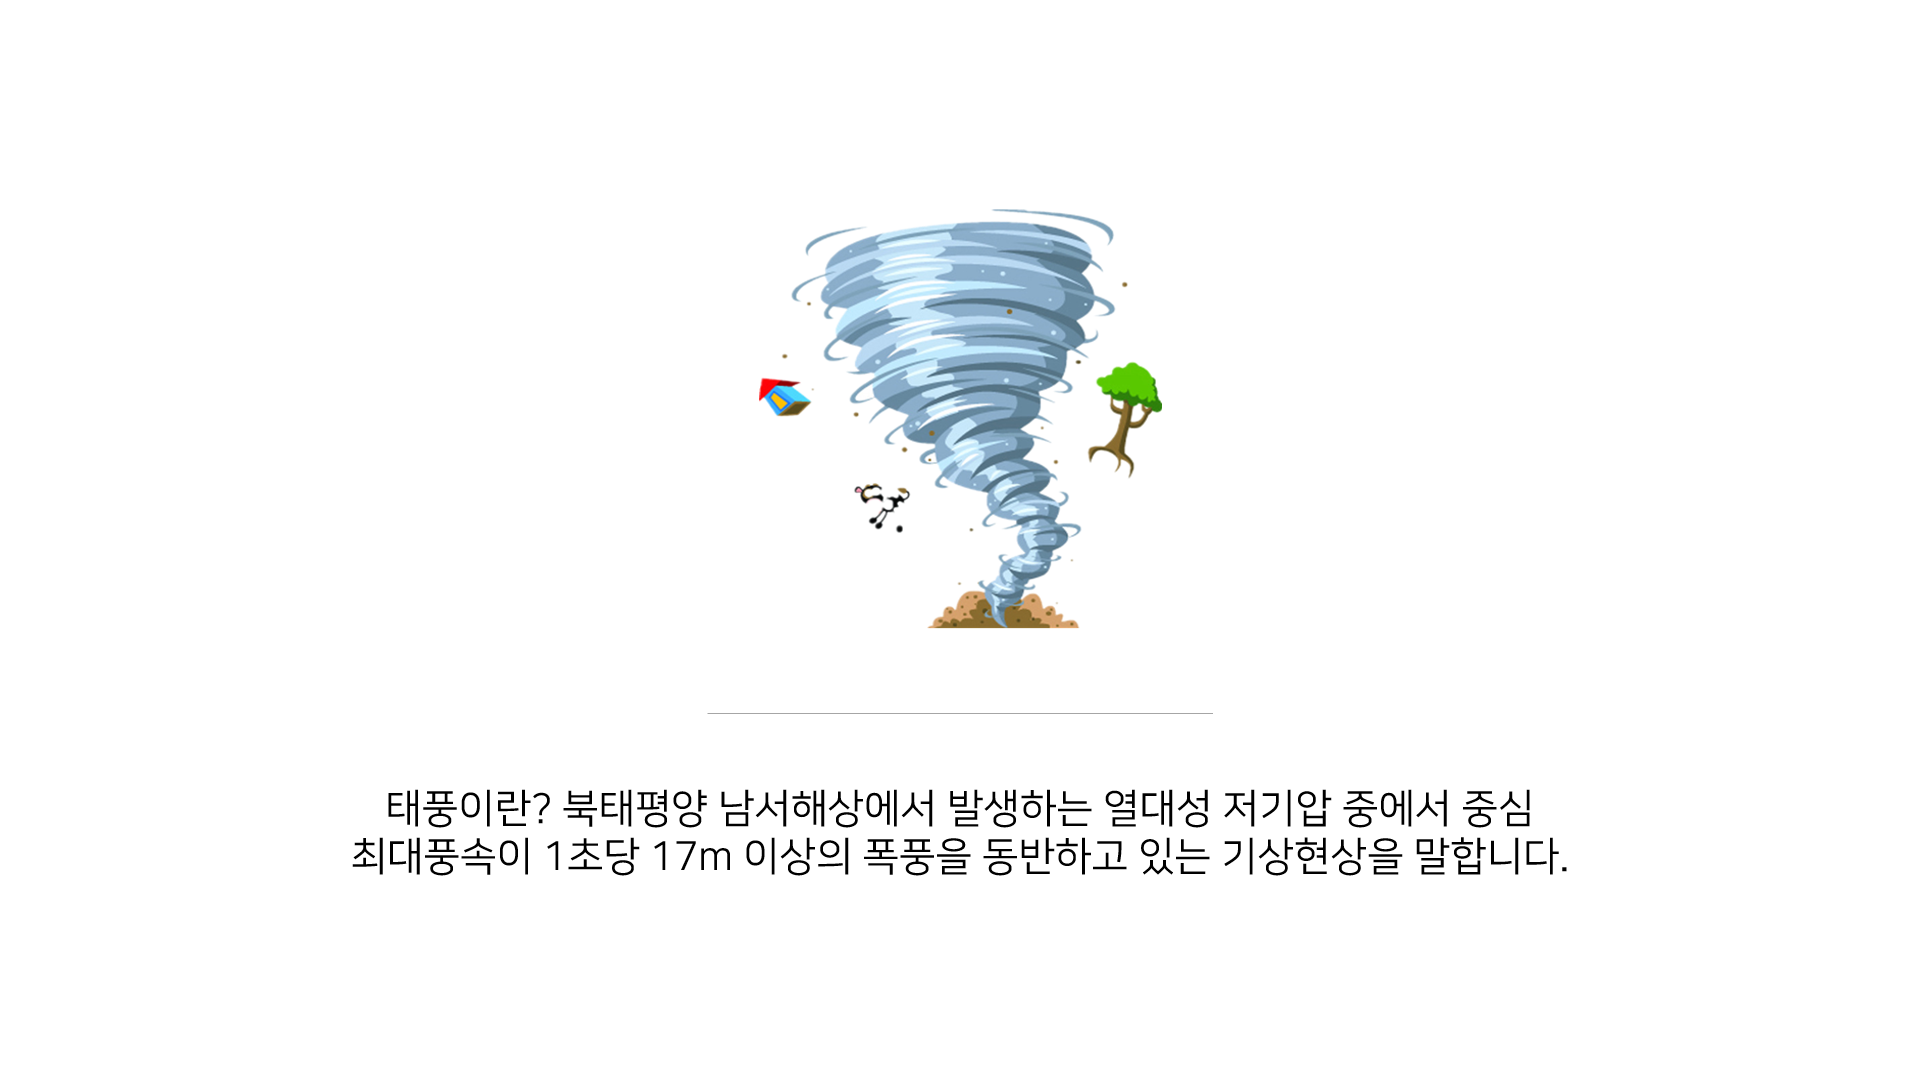 태풍이란? 북태평양 남서해상에서 발생하는 열대성 저기압 중에서 중심
최대풍속이 1초당 17m 이상의 폭풍을 동반하고 있는 기상현상을 말합니다.